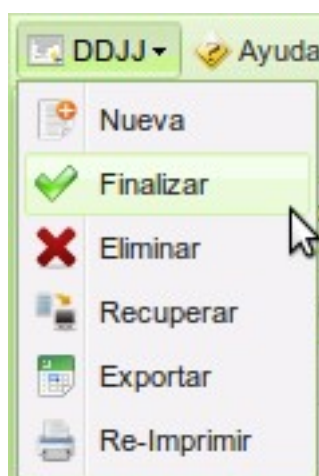 DDJJ Ayuda
Nueva
Finalizar
Eliminar
Recuperar
Exportar
Re-Imprimir